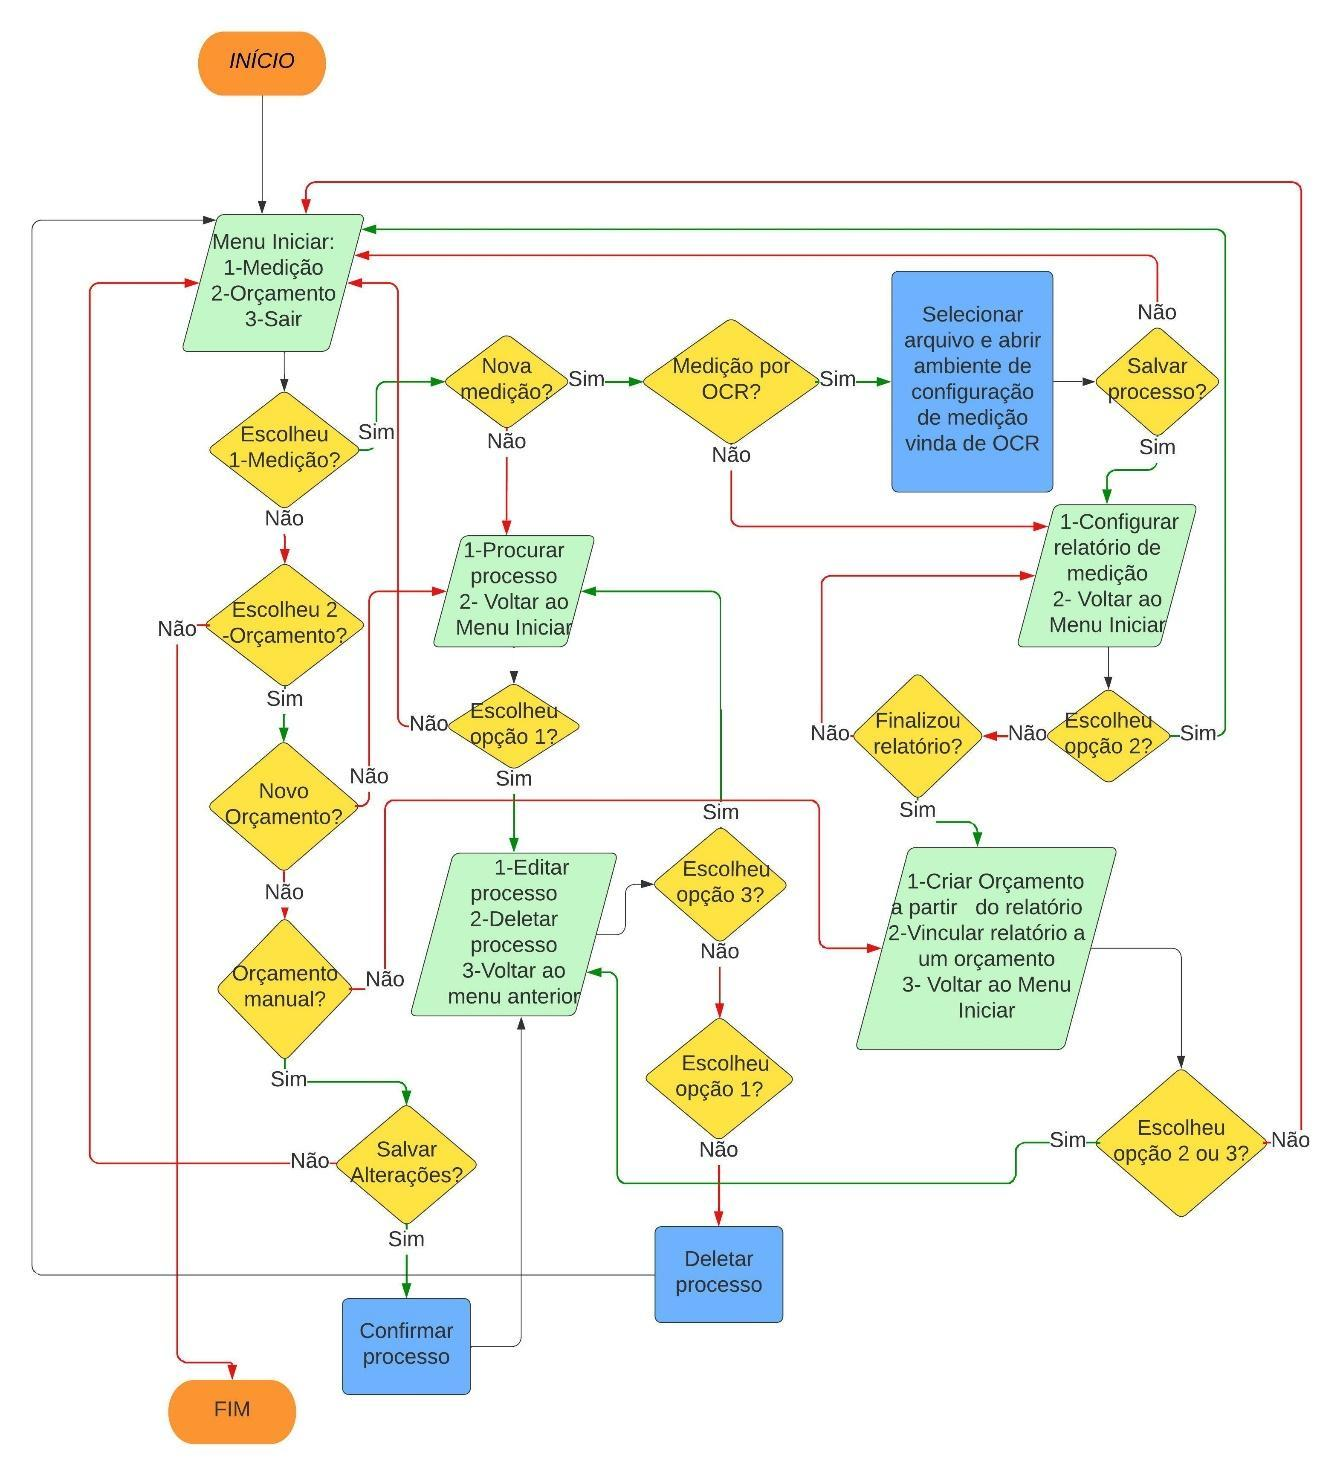 INÍCIO
Menu Iniciar:
1-Medição
2-Orçamento
3-Sair
Escolheu
1-Medição?
Sim
Não
Nova
medição?
Sim
Não
Medição por
OCR?
Sim
Não
Selecionar
arquivo e abrir
ambiente de
configuração
de medição
vinda de OCR
Não
Salvar
processo?
Sim
1-Configurar
relatório de
medição
2- Voltar ao
Menu Iniciar
Escolheu 2
-Orçamento?
Não
Sim
1-Procurar
processo
2- Voltar ao
Menu Iniciar
Escolheu
opção 1?
Não
Sim
Finalizou
relatório?
Não
Sim
Escolheu
opção 2?
Não
Sim
Novo
Orçamento?
Não
Não
Orçamento
manual?
Não
Sim
1-Editar
processo
2-Deletar
processo
3-Voltar ao
menu anterior
Sim
Escolheu
opção 3?
Não
Escolheu
opção 1?
Não
1-Criar Orçamento
a partir do relatório
2-Vincular relatório a
um orçamento
3- Voltar ao Menu
Iniciar
Escolheu
opção 2 ou 3?
Sim
Não
Salvar
Alterações?
Não
Sim
Deletar
processo
Confirmar
processo
FIM